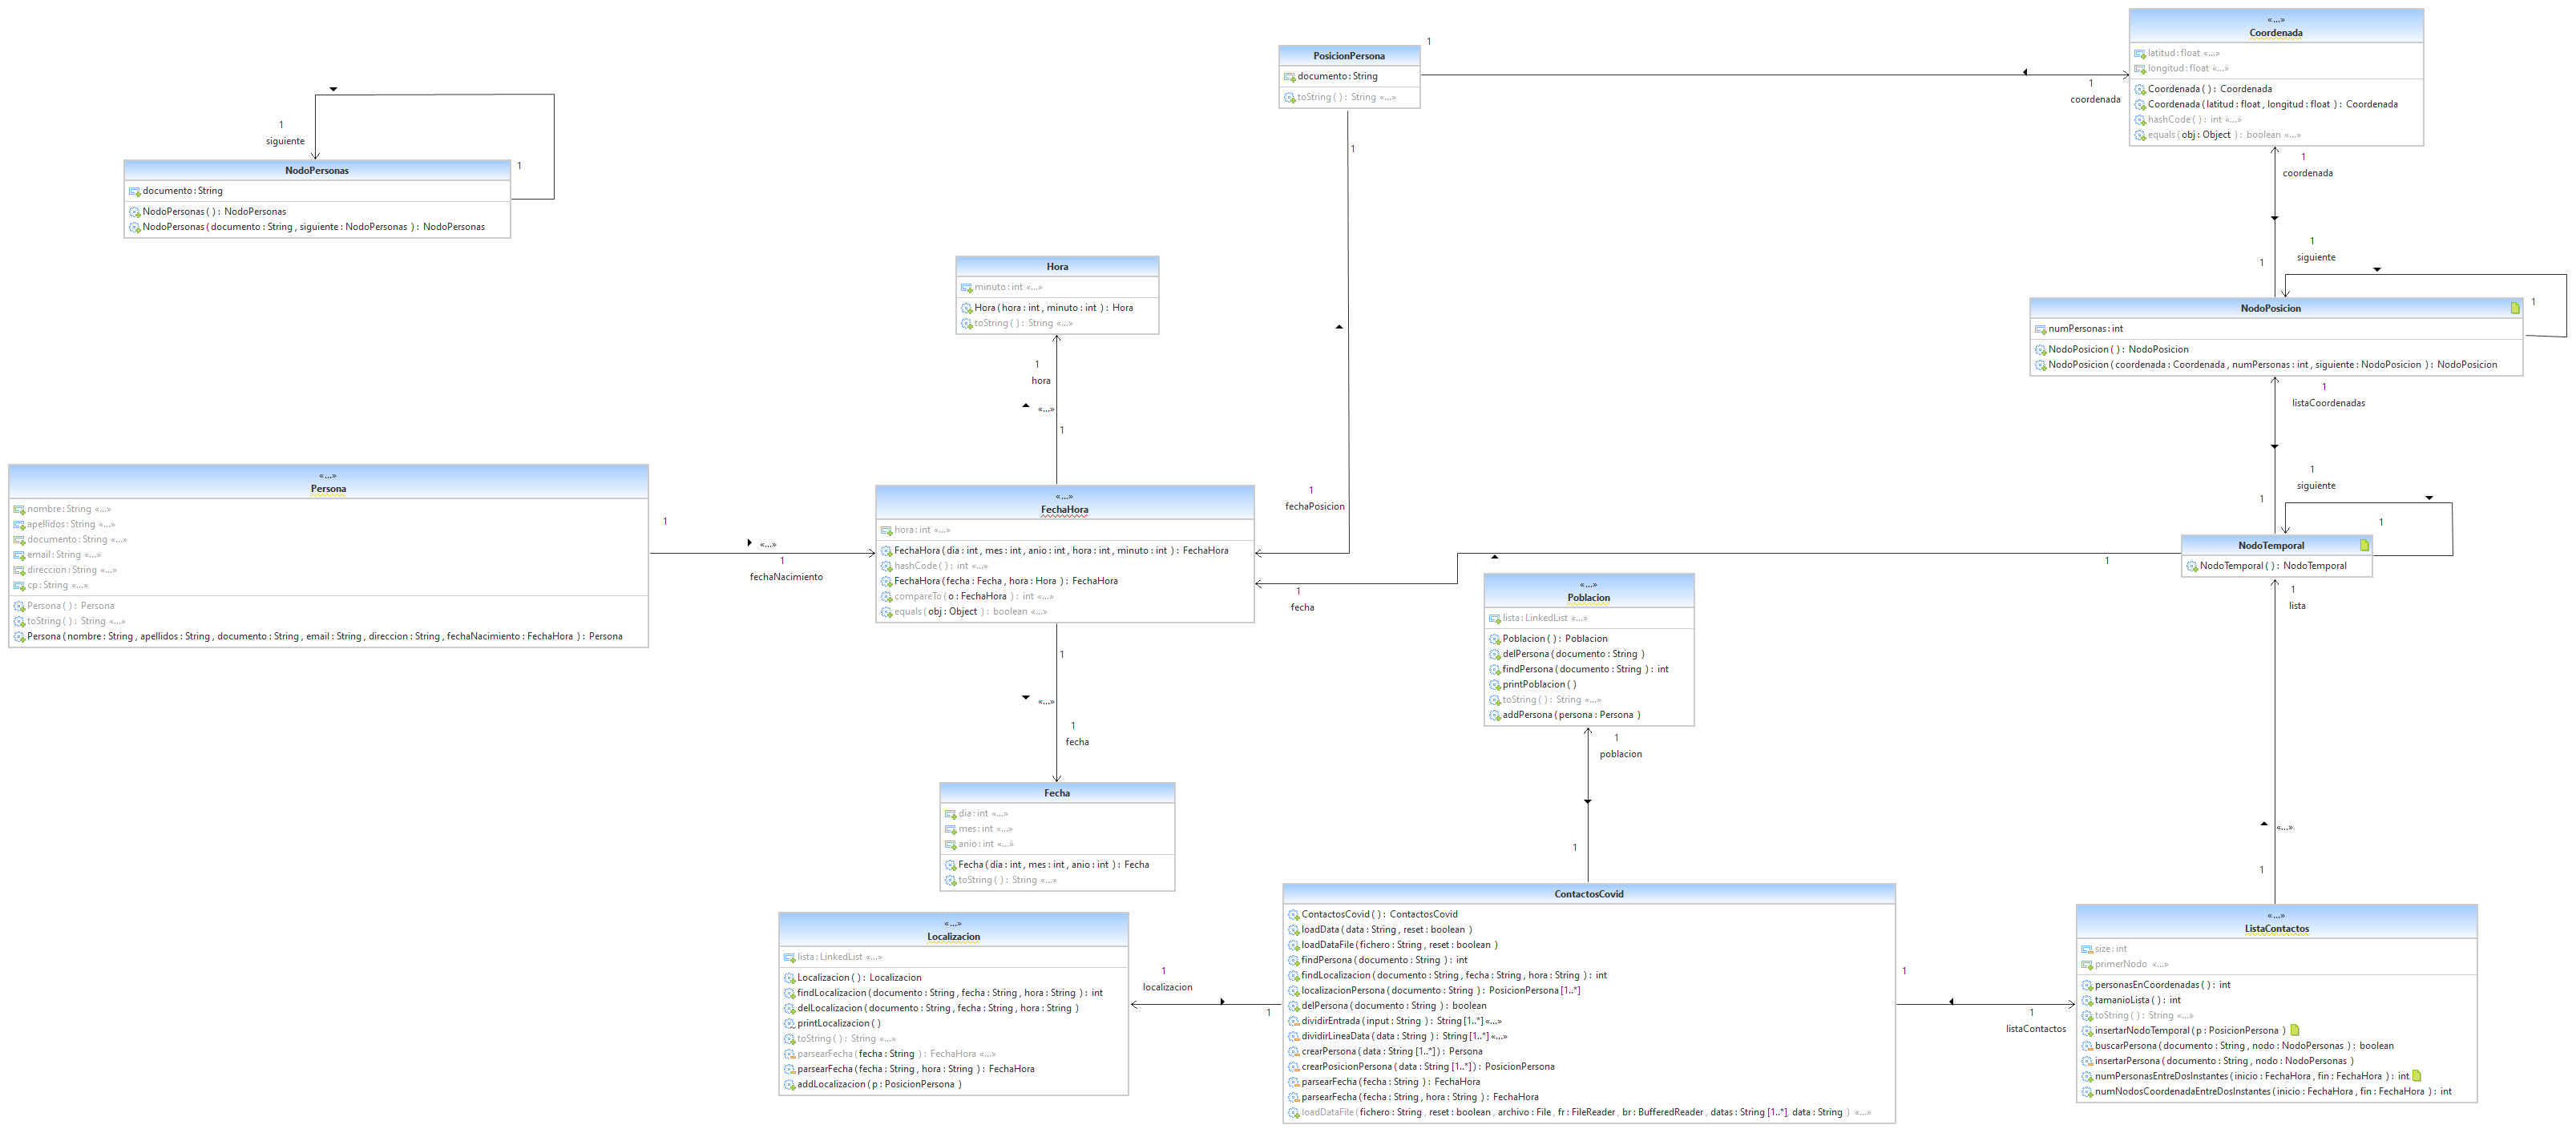 1
siguiente
1
NodoPersonas
documento : String
NodoPersonas ( ) : NodoPersonas
NodoPersonas ( documento : String , siguiente : NodoPersonas ) : NodoPersonas
PosicionPersona
documento : String
toString ( ) : String «...»
1
1
1
coordenada
«...»
Coordenada
latitud : float «...»
longitud : float «...»
Coordenada ( ) : Coordenada
Coordenada ( latitud : float , longitud : float ) : Coordenada
hashCode ( ) : int «...»
equals ( obj : Object ) : boolean «...»
1
coordenada
1
siguiente
1
1
NodoPosicion
numPersonas : int
NodoPosicion ( ) : NodoPosicion
NodoPosicion ( coordenada : Coordenada , numPersonas : int , siguiente : NodoPosicion ) : NodoPosicion
1
listaCoordenadas
1
siguiente
1
1
NodoTemporal
NodoTemporal ( ) : NodoTemporal
1
1
lista
Hora
minuto : int «...»
Hora ( hora : int , minuto : int ) : Hora
toString ( ) : String «...»
1
hora
«...»
1
«...»
Persona
nombre : String «...»
apellidos : String «...»
documento : String «...»
email : String «...»
direccion : String «...»
cp : String «...»
Persona ( ) : Persona
toString ( ) : String «...»
Persona ( nombre : String , apellidos : String , documento : String , email : String , direccion : String , fechaNacimiento : FechaHora ) : Persona
1
«...»
1
fechaNacimiento
«...»
FechaHora
hora : int «...»
FechaHora ( dia : int , mes : int , anio : int , hora : int , minuto : int ) : FechaHora
hashCode ( ) : int «...»
FechaHora ( fecha : Fecha , hora : Hora ) : FechaHora
compareTo ( o : FechaHora ) : int «...»
equals ( obj : Object ) : boolean «...»
1
fechaPosicion
1
fecha
1
«...»
1
fecha
Fecha
dia : int «...»
mes : int «...»
anio : int «...»
Fecha ( dia : int , mes : int , anio : int ) : Fecha
toString ( ) : String «...»
«...»
Poblacion
lista : LinkedList «...»
Poblacion ( ) : Poblacion
delPersona ( documento : String )
findPersona ( documento : String ) : int
printPoblacion ( )
toString ( ) : String «...»
addPersona ( persona : Persona )
1
poblacion
1
«...»
Localizacion
lista : LinkedList «...»
Localizacion ( ) : Localizacion
findLocalizacion ( documento : String , fecha : String , hora : String ) : int
delLocalizacion ( documento : String , fecha : String , hora : String )
printLocalizacion ( )
toString ( ) : String «...»
parsearFecha ( fecha : String ) : FechaHora «...»
parsearFecha ( fecha : String , hora : String ) : FechaHora
addLocalizacion ( p : PosicionPersona )
1
localizacion
1
ContactosCovid
ContactosCovid ( ) : ContactosCovid
loadData ( data : String , reset : boolean )
loadDataFile ( fichero : String , reset : boolean )
findPersona ( documento : String ) : int
findLocalizacion ( documento : String , fecha : String , hora : String ) : int
localizacionPersona ( documento : String ) : PosicionPersona [1..*]
delPersona ( documento : String ) : boolean
dividirEntrada ( input : String ) : String [1..*] «...»
dividirLineaData ( data : String ) : String [1..*] «...»
crearPersona ( data : String [1..*] ) : Persona
crearPosicionPersona ( data : String [1..*] ) : PosicionPersona
parsearFecha ( fecha : String ) : FechaHora
parsearFecha ( fecha : String , hora : String ) : FechaHora
loadDataFile ( fichero : String , reset : boolean , archivo : File , fr : FileReader , br : BufferedReader , datas : String [1..*], data : String ) «...»
1
1
listaContactos
«...»
1
«...»
ListaContactos
size : int
primerNodo «...»
personasEnCoordenadas ( ) : int
tamanioLista ( ) : int
toString ( ) : String «...»
insertarNodoTemporal ( p : PosicionPersona )
buscarPersona ( documento : String , nodo : NodoPersonas ) : boolean
insertarPersona ( documento : String , nodo : NodoPersonas )
numPersonasEntreDosInstantes ( inicio : FechaHora , fin : FechaHora ) : int
numNodosCoordenadaEntreDosInstantes ( inicio : FechaHora , fin : FechaHora ) : int